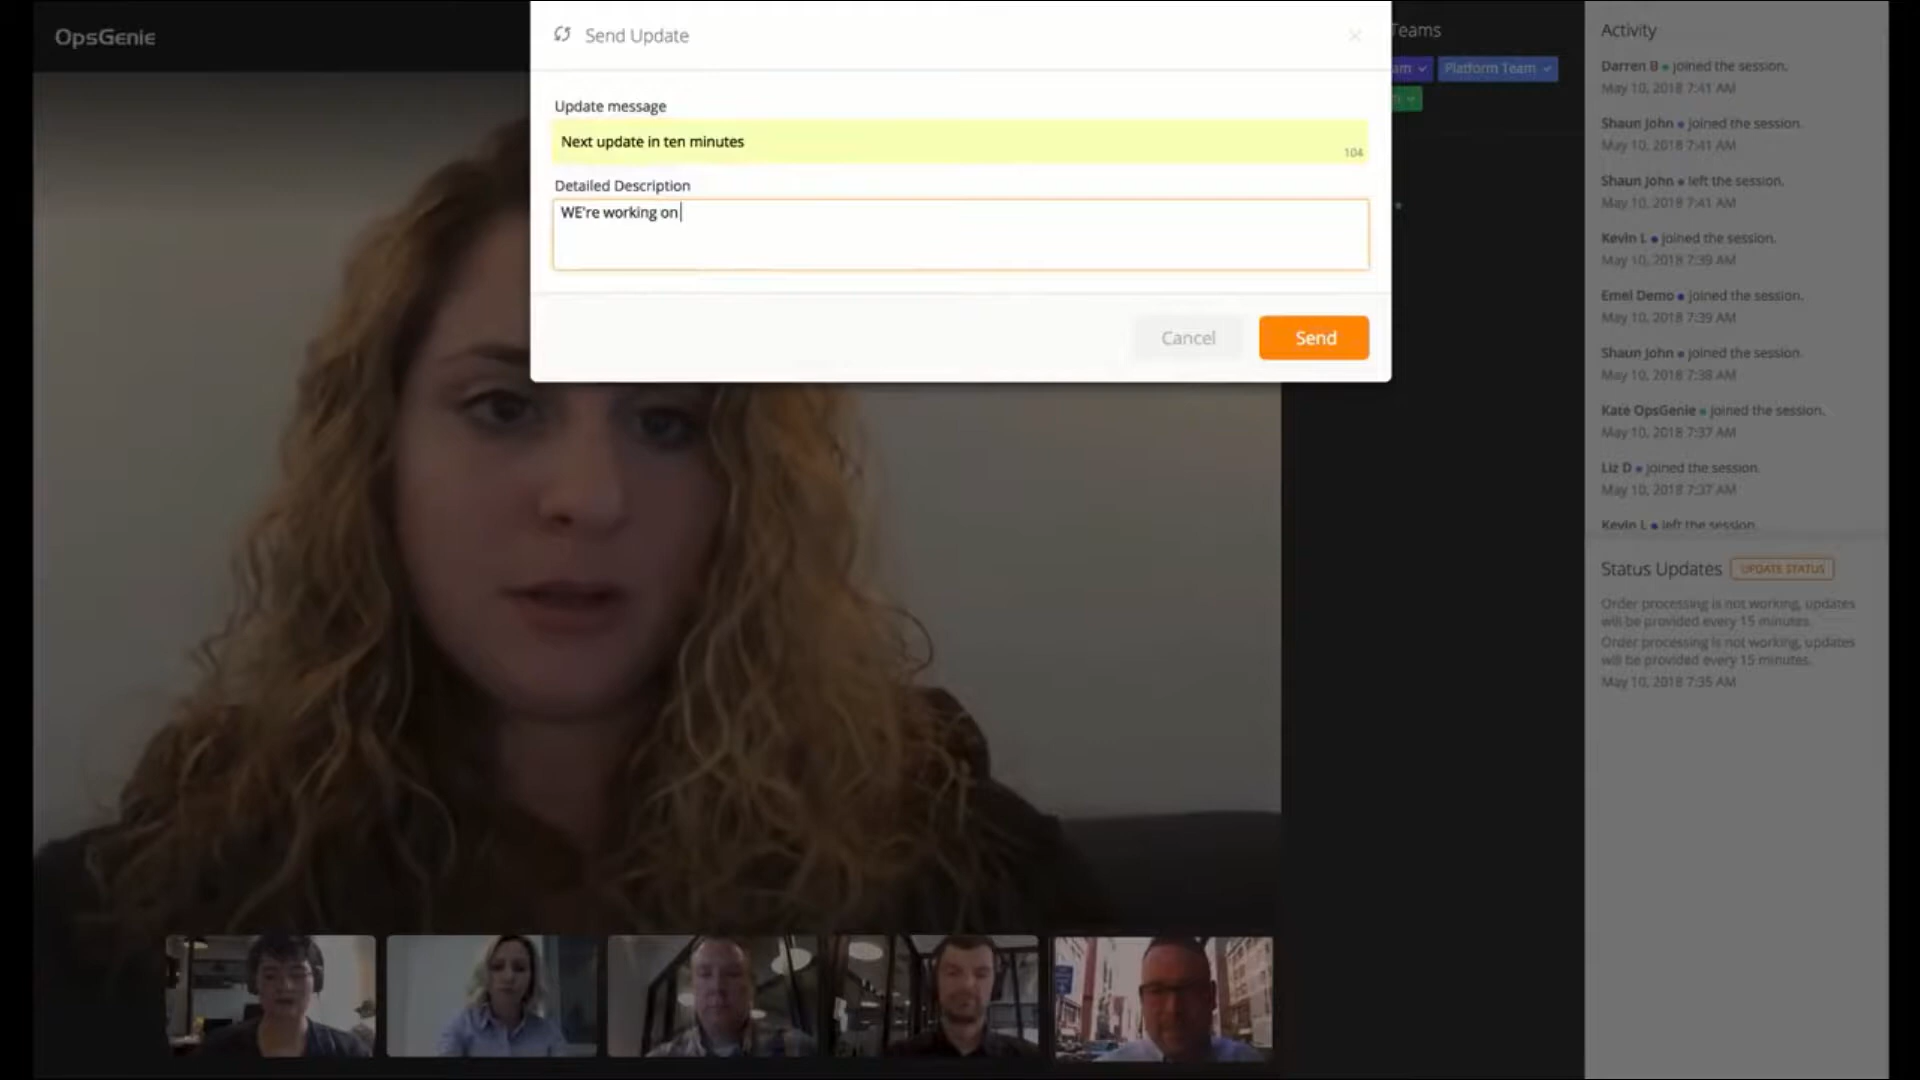 OpsGenie
Send Update
Update message
Next update in ten minutes
104
Detailed Description
WE're working on
Cancel
Send
Teams
am
Platform Team
Activity
Darren B joined the session.
May 10, 2018 7:41 AM
Shaun John joined the session.
May 10, 2018 7:41 AM
Shaun John left the session.
May 10, 2018 7:41 AM
Kevin L joined the session.
May 10, 2018 7:39 AM
Emel Demo joined the session.
May 10, 2018 7:39 AM
Shaun John joined the session.
May 10, 2018 7:38 AM
Kate OpsGenie joined the session.
May 10, 2018 7:37 AM
Liz D joined the session.
May 10, 2018 7:37 AM
Kevin L left the session.
Status Updates
UPDATE STATUS
Order processing is not working, updates
will be provided every 15 minutes.
Order processing is not working, updates
will be provided every 15 minutes.
May 10, 2018 7:35 AM